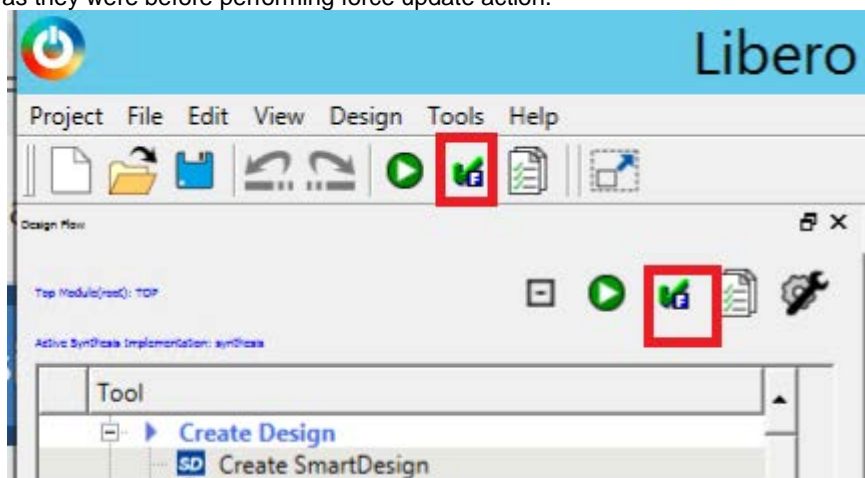 as they were before performing force update action.
Libero
Project File Edit View Design Tools Help
Design Flow
Top Module(root): TOP
Active Synthesis Implementation: synthesis
Tool
Create Design
SD Create SmartDesign